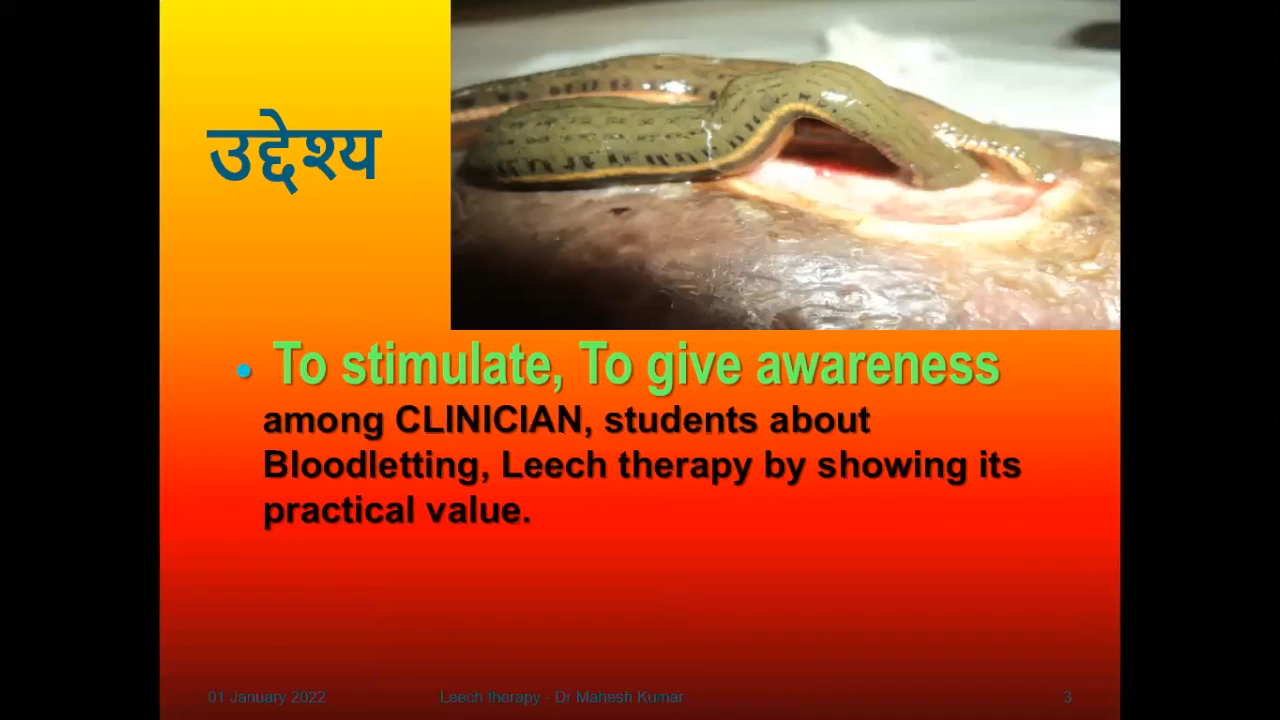 उद्देश्य
• To stimulate, To give awareness
among CLINICIAN, students about
Bloodletting, Leech therapy by showing its
practical value.
01 January 2022 Leech therapy - Dr Mahesh Kumar 3